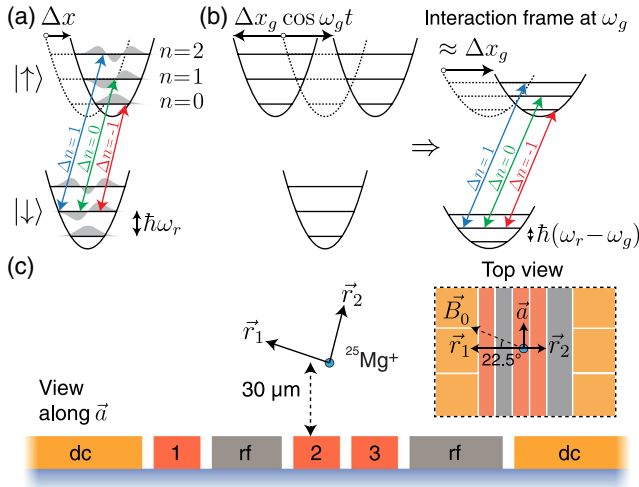 (a)
Δx
n=2
n=1
n=0
|↑⟩
Δn=1
Δn=0
Δn=-1
|↓⟩
ħω_r
(b)
Δx_g cos ω_g t
⇒
Interaction frame at ω_g
≈ Δx_g
Δn=1
Δn=0
Δn=-1
ħ(ω_r−ω_g)
(c)
View
along a⃗
r⃗_1
r⃗_2
²⁵Mg⁺
30 μm
Top view
B⃗_0
a⃗
r⃗_1
r⃗_2
22.5°
dc
1
rf
2
3
rf
dc